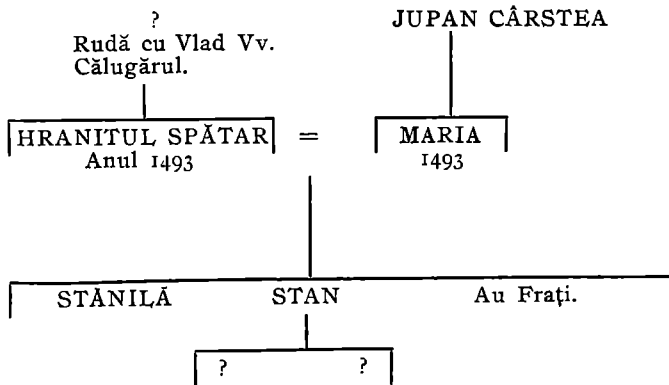 ?
Rudă cu Vlad Vv.
Călugărul.
JUPAN CÂRSTEA
HRANITUL SPĂTAR = MARIA
Anul 1493 1493
STĂNILĂ STAN Au Frați.
? ?